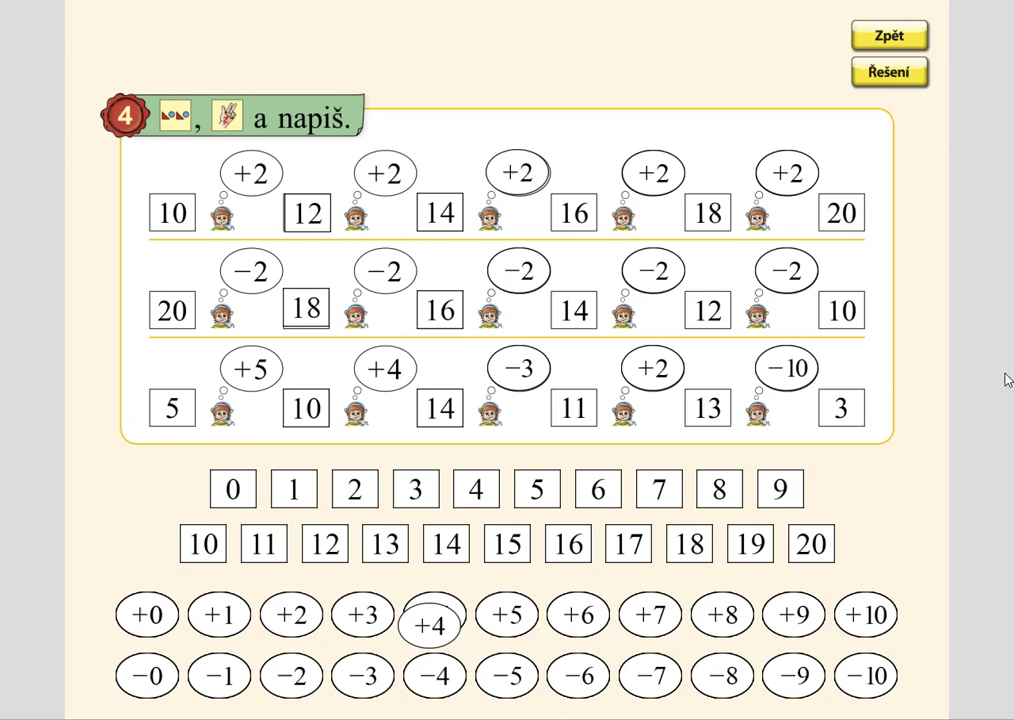 Zpět
Řešení
4 , a napiš.
+2 +2 +2 +2 +2
10 12 14 16 18 20
−2 −2 −2 −2 −2
20 18 16 14 12 10
+5 +4 −3 +2 −10
5 10 14 11 13 3
0 1 2 3 4 5 6 7 8 9
10 11 12 13 14 15 16 17 18 19 20
+0 +1 +2 +3 +4 +5 +6 +7 +8 +9 +10
−0 −1 −2 −3 −4 −5 −6 −7 −8 −9 −10